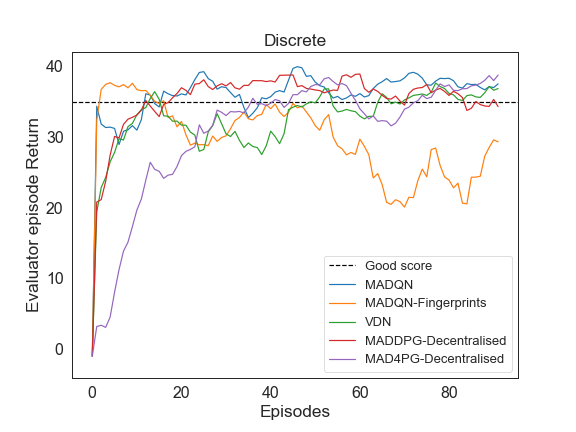 Discrete
Evaluator episode Return
40
30
20
10
0
0 20 40 60 80
Episodes
Good score
MADQN
MADQN-Fingerprints
VDN
MADDPG-Decentralised
MAD4PG-Decentralised